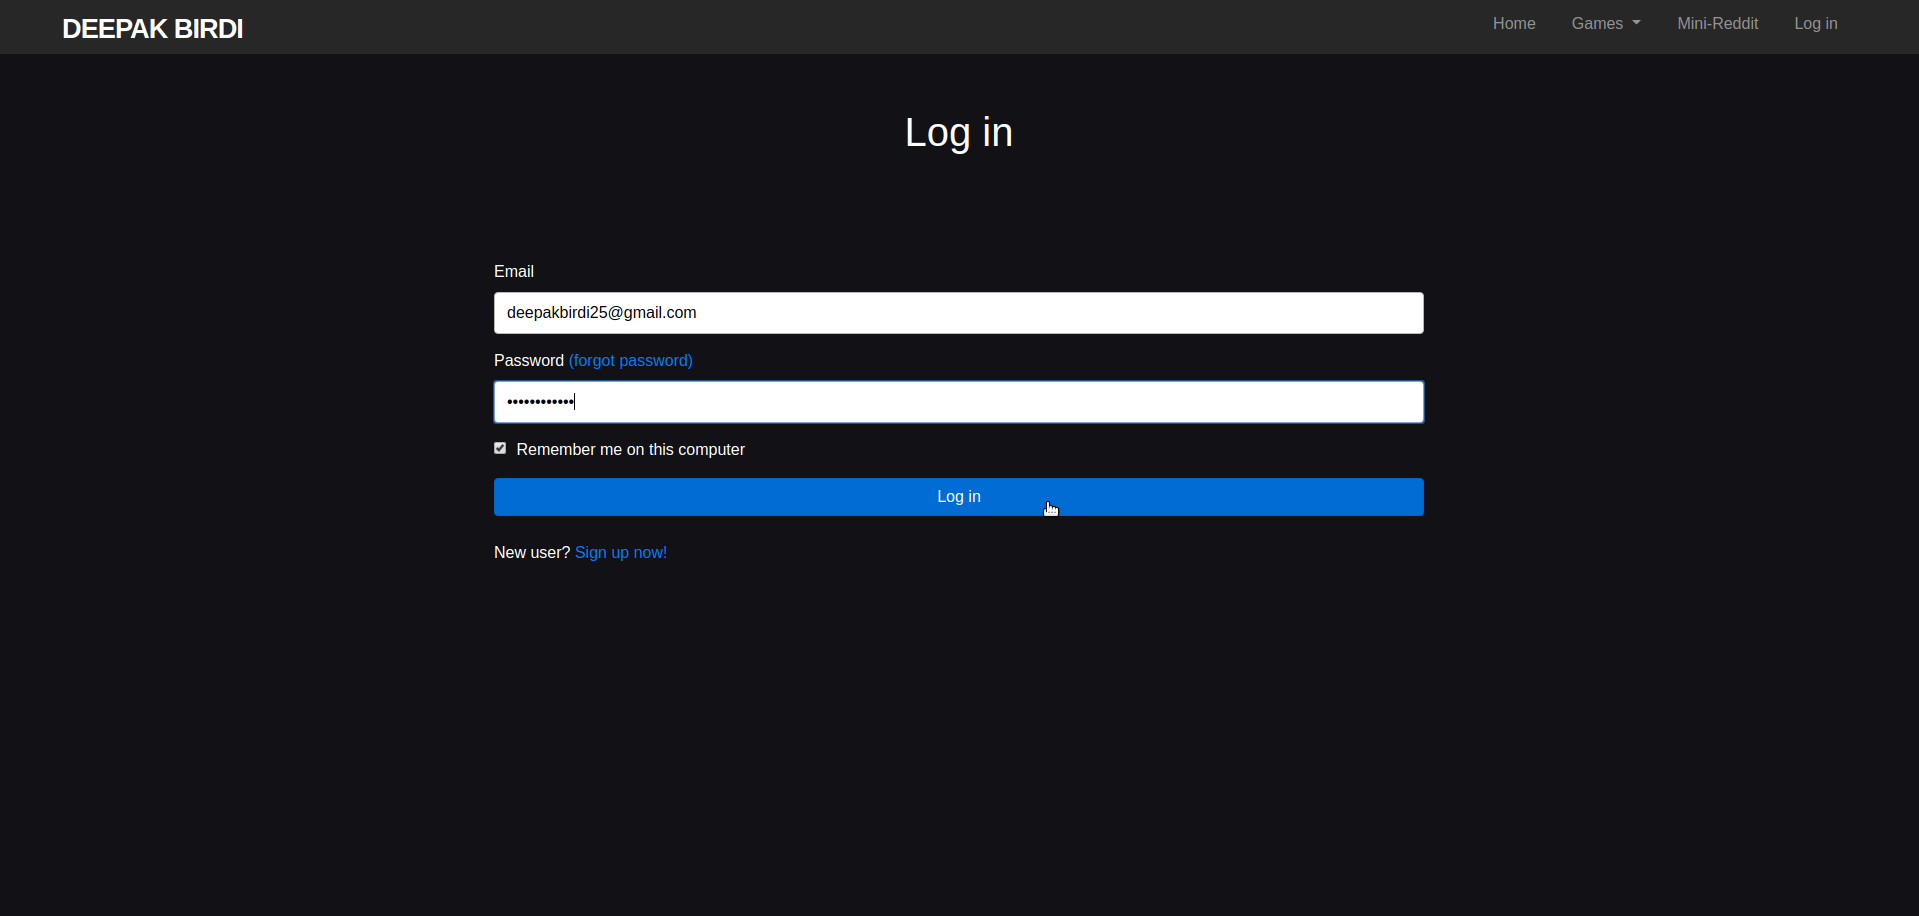 DEEPAK BIRDI
Home Games Mini-Reddit Log in
Log in
Email
deepakbirdi25@gmail.com
Password (forgot password)
••••••••••••
Remember me on this computer
Log in
New user? Sign up now!